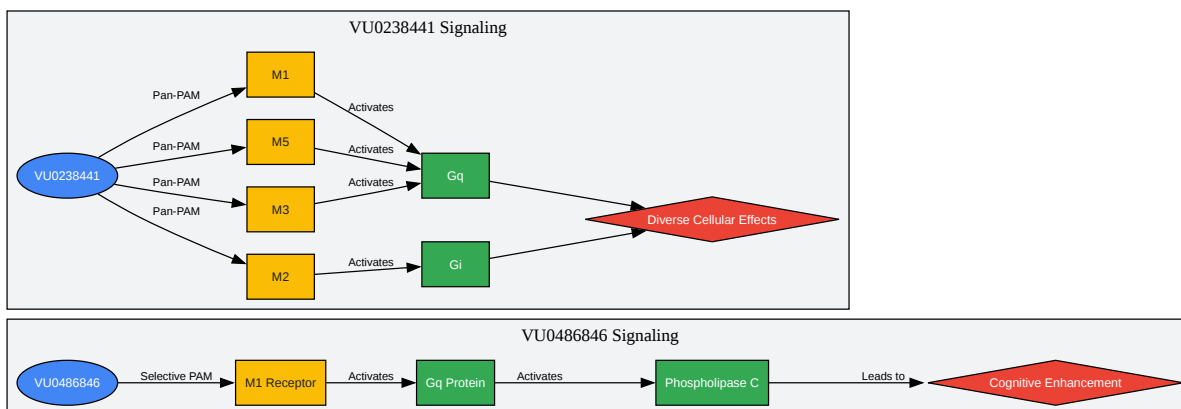 VU0238441 Signaling
M1
Pan-PAM
Activates
M5
Pan-PAM
Activates
VU0238441
Gq
Pan-PAM
Activates
M3
Pan-PAM
Diverse Cellular Effects
M2
Activates
Gi
VU0486846 Signaling
VU0486846
Selective PAM
M1 Receptor
Activates
Gq Protein
Activates
Phospholipase C
Leads to
Cognitive Enhancement